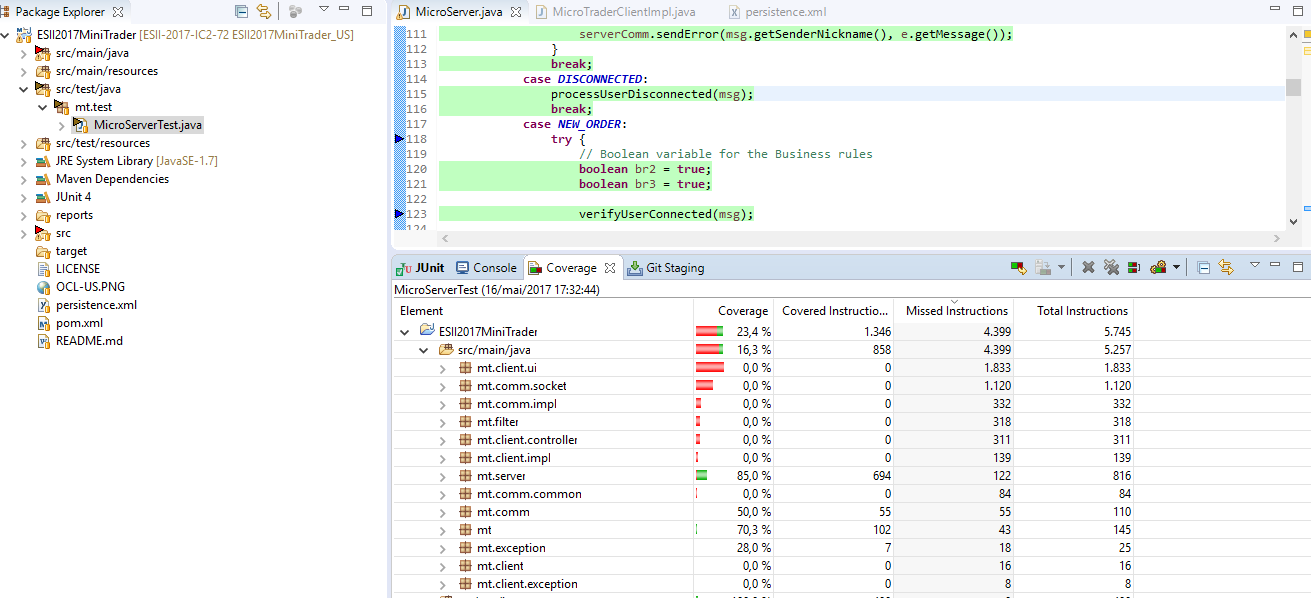 Package Explorer
ESII2017MiniTrader [ESII-2017-IC2-72 ESII2017MiniTrader_US]
src/main/java
src/main/resources
src/test/java
mt.test
MicroServerTest.java
src/test/resources
JRE System Library [JavaSE-1.7]
Maven Dependencies
JUnit 4
reports
src
target
LICENSE
OCL-US.PNG
persistence.xml
pom.xml
README.md
MicroServer.java MicroTraderClientImpl.java persistence.xml
111 serverComm.sendError(msg.getSenderNickname(), e.getMessage());
112 }
113 break;
114 case DISCONNECTED:
115 processUserDisconnected(msg);
116 break;
117 case NEW_ORDER:
118 try {
119 // Boolean variable for the Business rules
120 boolean br2 = true;
121 boolean br3 = true;
122
123 verifyUserConnected(msg);
124
JUnit Console Coverage Git Staging
MicroServerTest (16/mai/2017 17:32:44)
Element Coverage Covered Instructio... Missed Instructions Total Instructions
ESII2017MiniTrader 23,4 % 1.346 4.399 5.745
src/main/java 16,3 % 858 4.399 5.257
mt.client.ui 0,0 % 0 1.833 1.833
mt.comm.socket 0,0 % 0 1.120 1.120
mt.comm.impl 0,0 % 0 332 332
mt.filter 0,0 % 0 318 318
mt.client.controller 0,0 % 0 311 311
mt.client.impl 0,0 % 0 139 139
mt.server 85,0 % 694 122 816
mt.comm.common 0,0 % 0 84 84
mt.comm 50,0 % 55 55 110
mt 70,3 % 102 43 145
mt.exception 28,0 % 7 18 25
mt.client 0,0 % 0 16 16
mt.client.exception 0,0 % 0 8 8